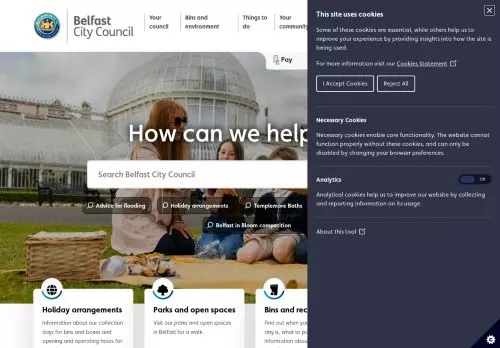 Belfast
City Council
Your
council
Bins and
environment
Things to
do
Your
community
Pay
How can we help
Search Belfast City Council
Advice for flooding
Holiday arrangements
Templemore Baths
Belfast in Bloom competition
Holiday arrangements
Information about our collection
days for bins and boxes and
opening and operating hours for
Parks and open spaces
Visit our parks and open spaces
in Belfast for a walk.
Bins and rec
Find out when you
day is, what to pu
information about
This site uses cookies
Some of these cookies are essential, while others help us to
improve your experience by providing insights into how the site is
being used.
For more information visit our Cookies Statement
I Accept Cookies
Reject All
Necessary Cookies
Necessary cookies enable core functionality. The website cannot
function properly without these cookies, and can only be
disabled by changing your browser preferences.
Analytics
Off
Analytical cookies help us to improve our website by collecting
and reporting information on its usage.
About this tool